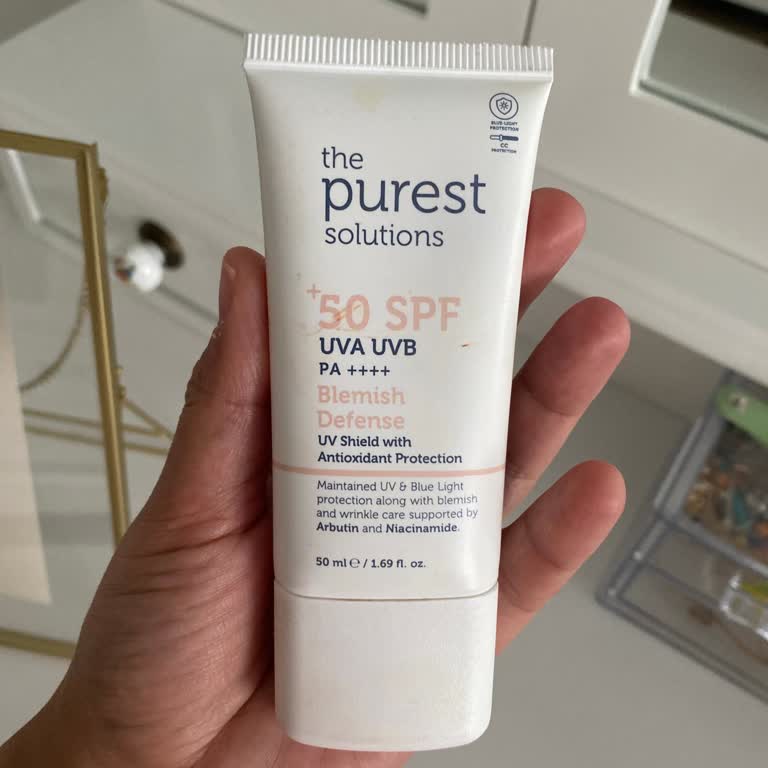 BLUE-LIGHT
PROTECTION
CC
PROTECTION
the
purest
solutions
+50 SPF
UVA UVB
PA ++++
Blemish
Defense
UV Shield with
Antioxidant Protection
Maintained UV & Blue Light
protection along with blemish
and wrinkle care supported by
Arbutin and Niacinamide.
50 ml ℮ / 1.69 fl. oz.